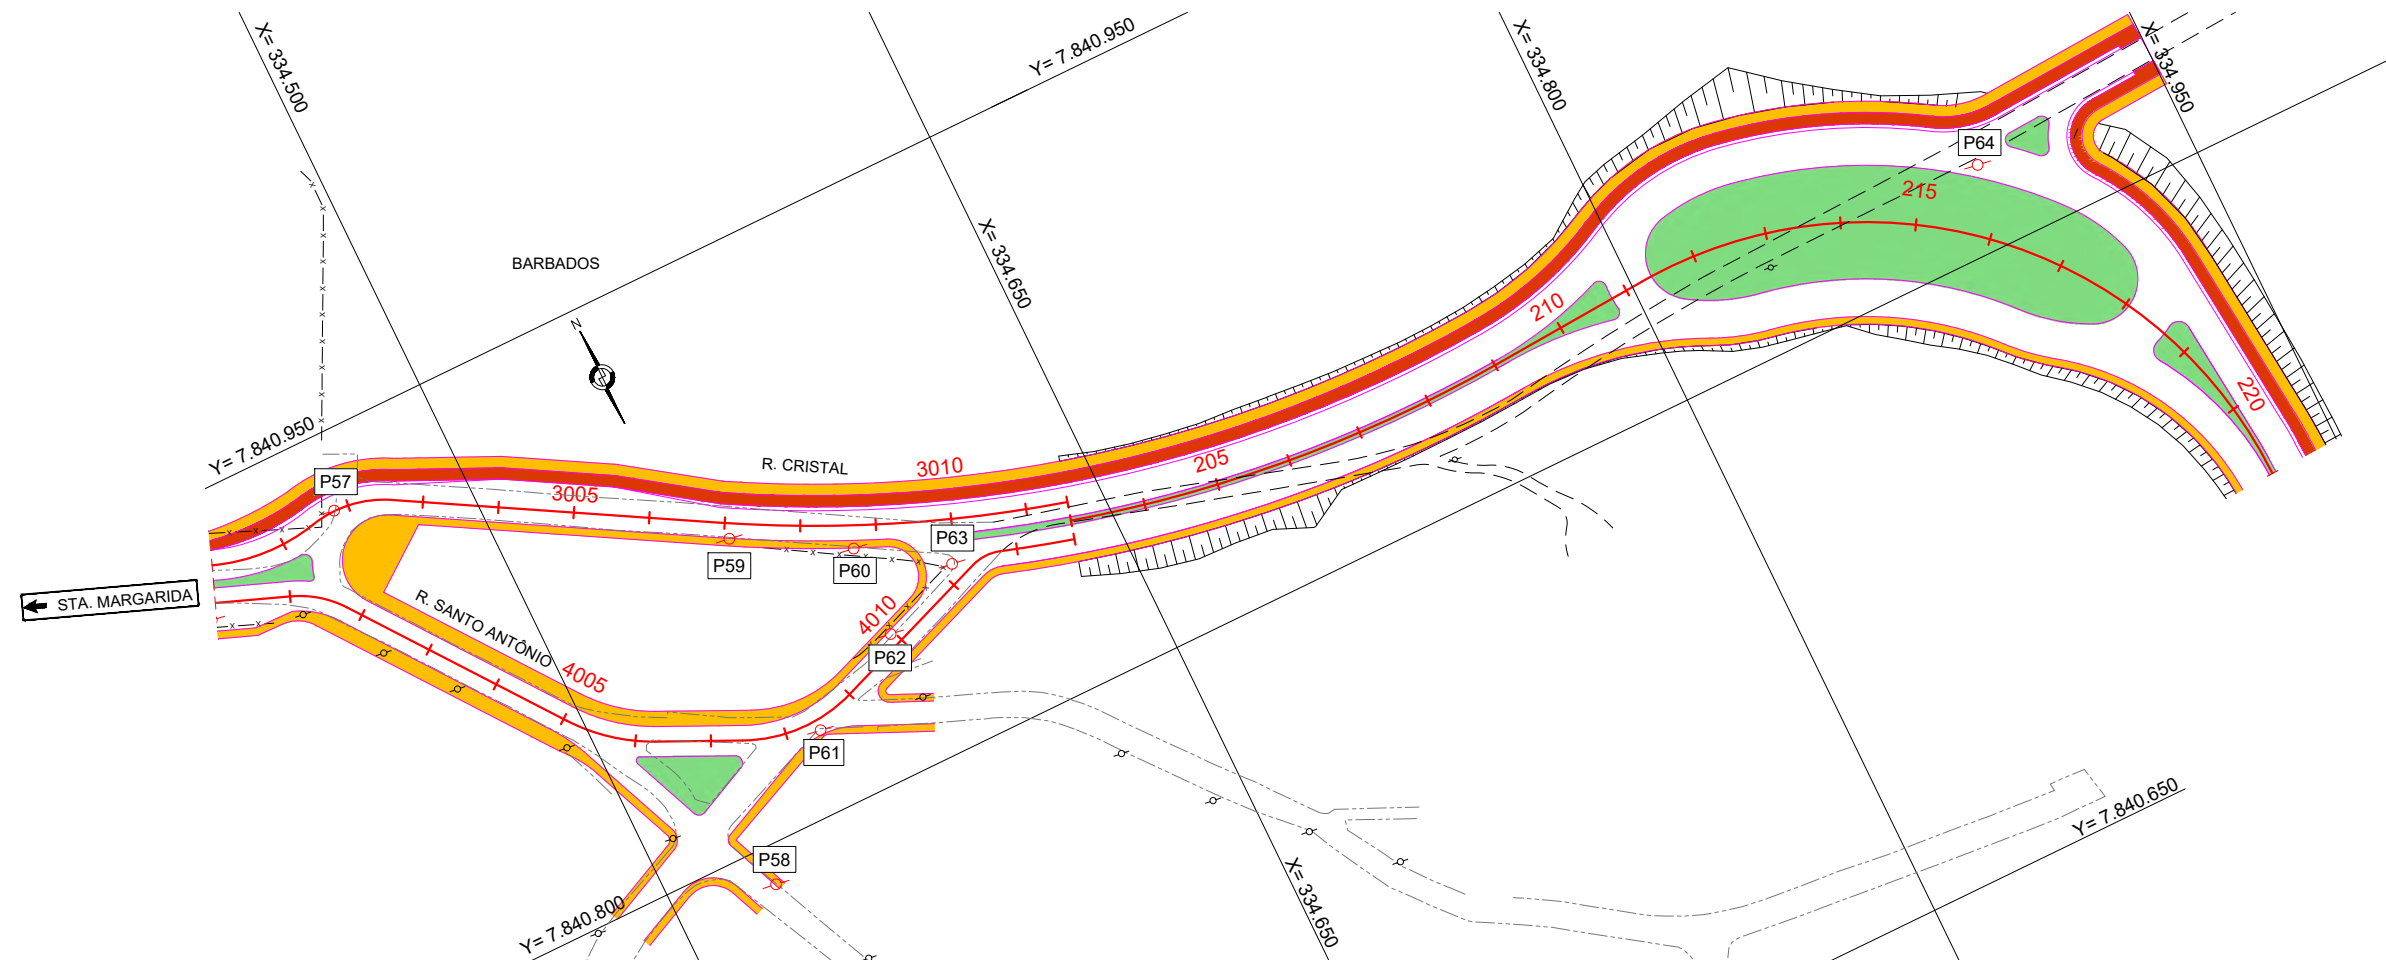 X= 334.500
Y= 7.840.950
X= 334.800
X= 334.950
P64
215
X= 334.650
BARBADOS
210
N
220
Y= 7.840.950
R. CRISTAL
3010
205
P57
3005
P63
P59
P60
STA. MARGARIDA
R. SANTO ANTÔNIO
4010
P62
4005
P61
Y= 7.840.650
P58
X= 334.650
Y= 7.840.800